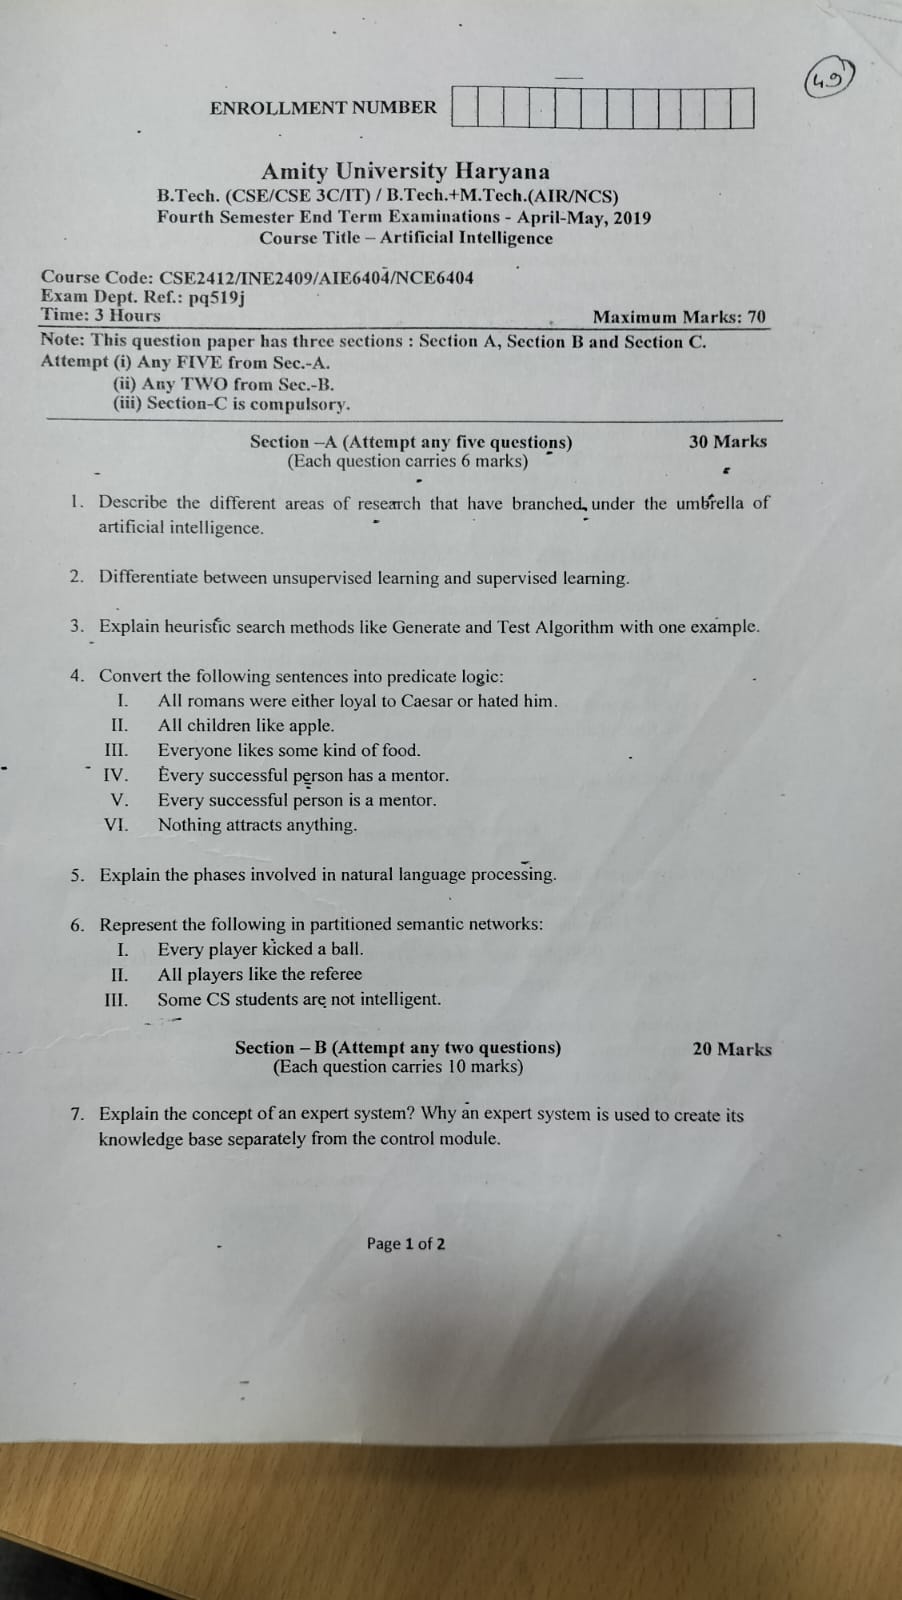 49
ENROLLMENT NUMBER
Amity University Haryana
B.Tech. (CSE/CSE 3C/IT) / B.Tech.+M.Tech.(AIR/NCS)
Fourth Semester End Term Examinations - April-May, 2019
Course Title – Artificial Intelligence
Course Code: CSE2412/INE2409/AIE6404/NCE6404
Exam Dept. Ref.: pq519j
Time: 3 Hours Maximum Marks: 70
Note: This question paper has three sections : Section A, Section B and Section C.
Attempt (i) Any FIVE from Sec.-A.
(ii) Any TWO from Sec.-B.
(iii) Section-C is compulsory.
Section –A (Attempt any five questions) 30 Marks
(Each question carries 6 marks)
1. Describe the different areas of research that have branched under the umbrella of
artificial intelligence.
2. Differentiate between unsupervised learning and supervised learning.
3. Explain heuristic search methods like Generate and Test Algorithm with one example.
4. Convert the following sentences into predicate logic:
I. All romans were either loyal to Caesar or hated him.
II. All children like apple.
III. Everyone likes some kind of food.
IV. Every successful person has a mentor.
V. Every successful person is a mentor.
VI. Nothing attracts anything.
5. Explain the phases involved in natural language processing.
6. Represent the following in partitioned semantic networks:
I. Every player kicked a ball.
II. All players like the referee
III. Some CS students are not intelligent.
Section – B (Attempt any two questions) 20 Marks
(Each question carries 10 marks)
7. Explain the concept of an expert system? Why an expert system is used to create its
knowledge base separately from the control module.
Page 1 of 2